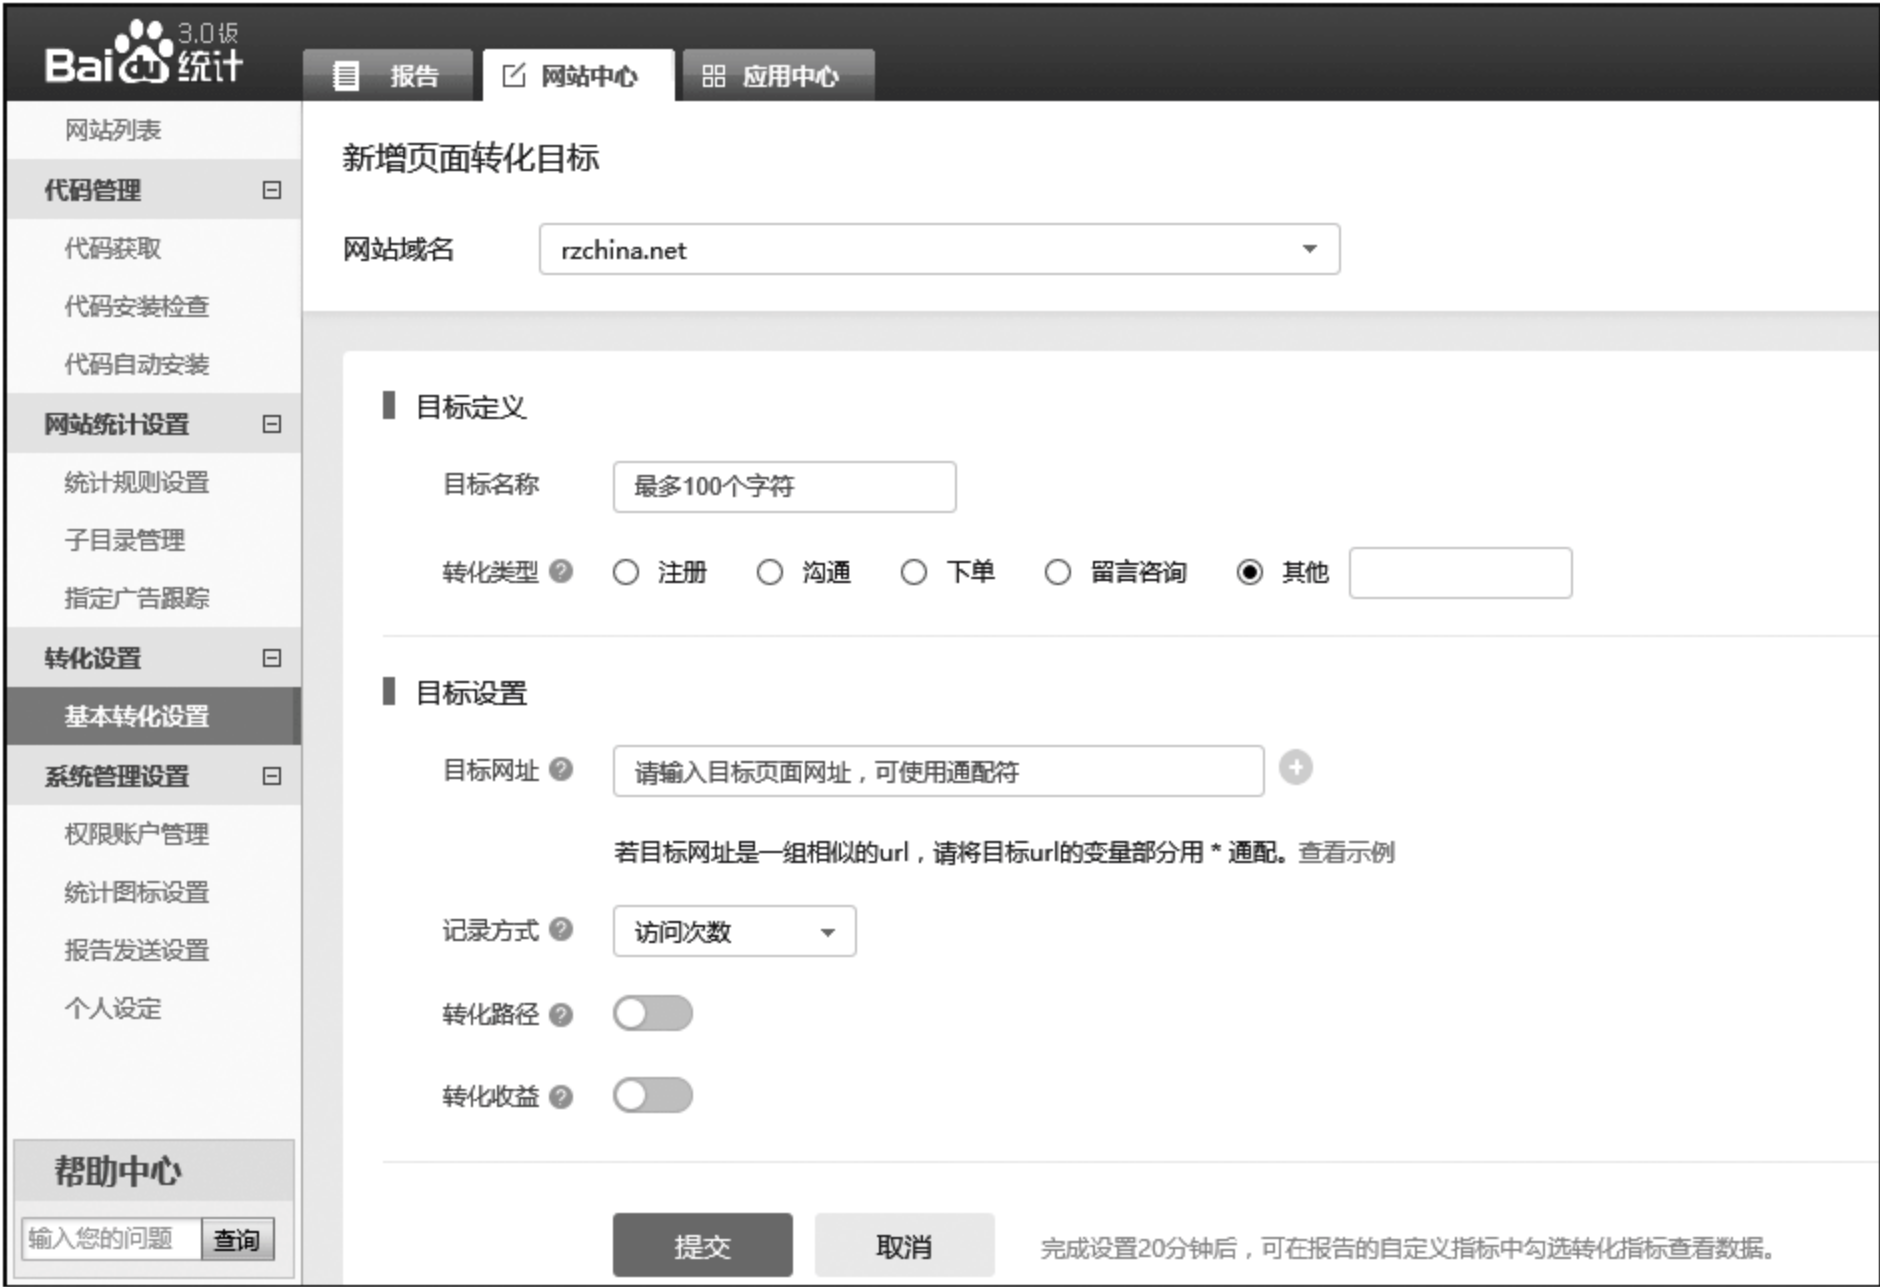 Baidu统计 3.0版
报告
网站中心
应用中心
网站列表
代码管理
代码获取
代码安装检查
代码自动安装
网站统计设置
统计规则设置
子目录管理
指定广告跟踪
转化设置
基本转化设置
系统管理设置
权限账户管理
统计图标设置
报告发送设置
个人设定
帮助中心
输入您的问题 查询
新增页面转化目标
网站域名 rzchina.net
目标定义
目标名称 最多100个字符
转化类型 注册 沟通 下单 留言咨询 其他
目标设置
目标网址 请输入目标页面网址，可使用通配符
若目标网址是一组相似的url，请将目标url的变量部分用 * 通配。查看示例
记录方式 访问次数
转化路径
转化收益
提交 取消 完成设置20分钟后，可在报告的自定义指标中勾选转化指标查看数据。